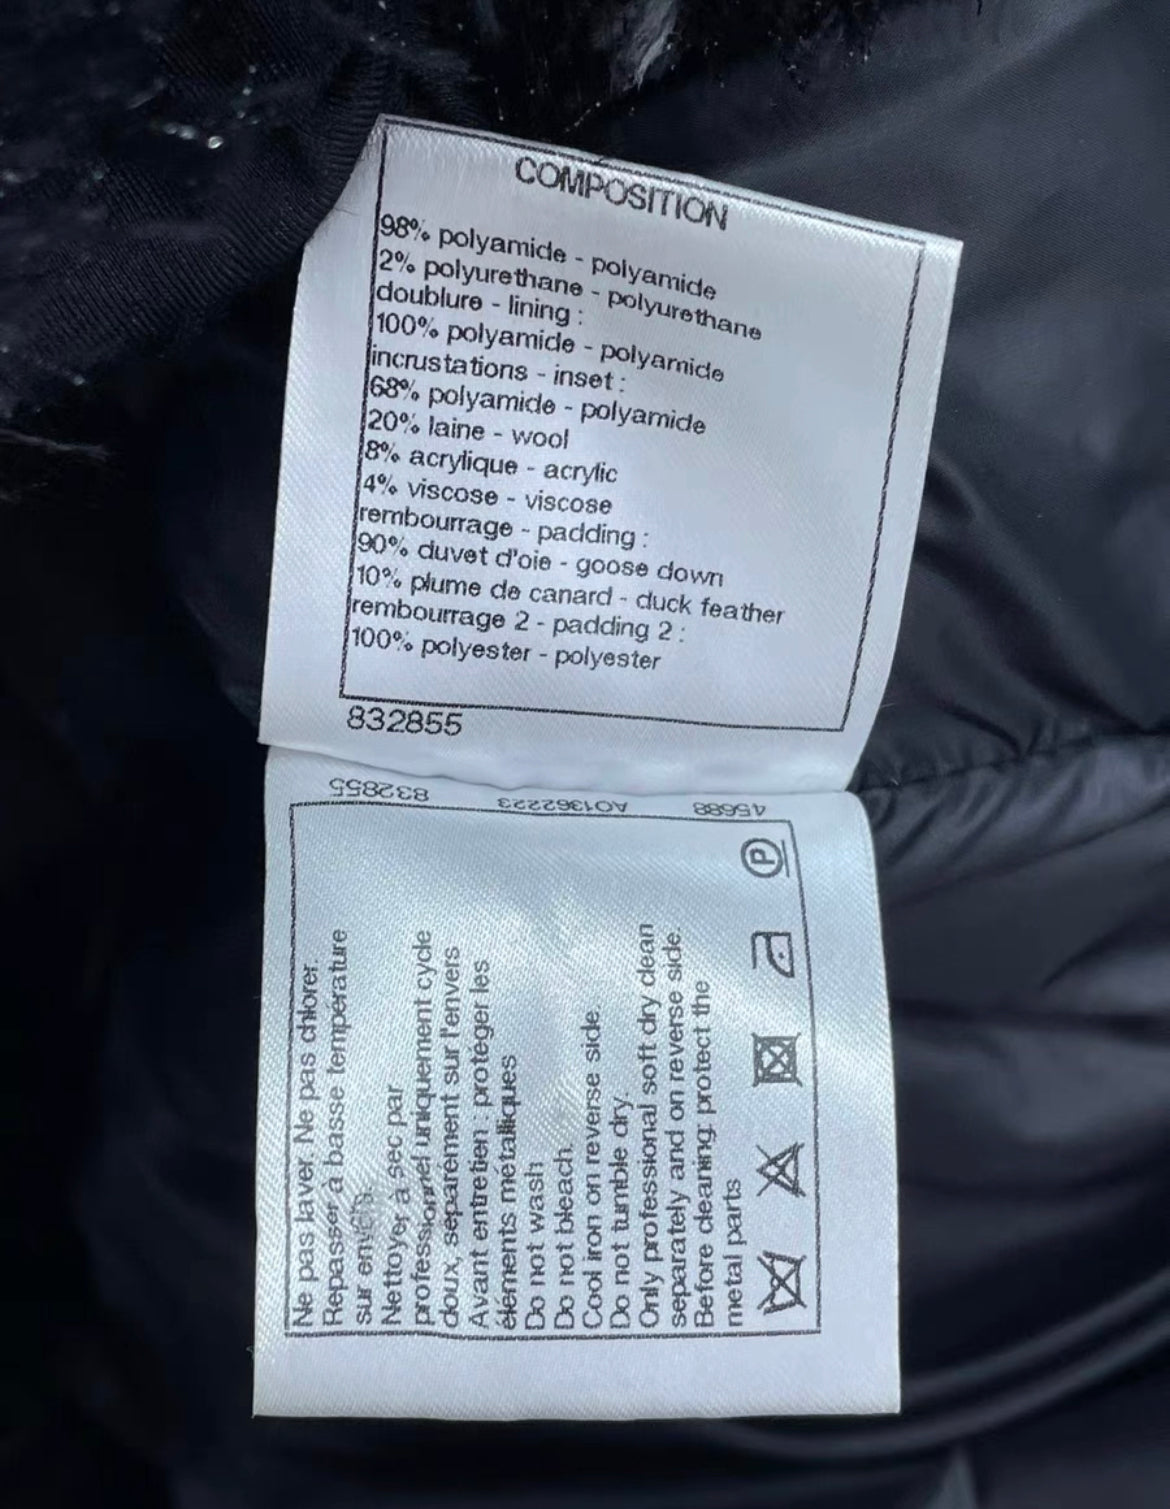 COMPOSITION
98% polyamide - polyamide
2% polyurethane - polyurethane
doublure - lining :
100% polyamide - polyamide
incrustations - inset :
68% polyamide - polyamide
20% laine - wool
8% acrylique - acrylic
4% viscose - viscose
rembourrage - padding :
90% duvet d'oie - goose down
10% plume de canard - duck feather
rembourrage 2 - padding 2 :
100% polyester - polyester
832855
832855 AO1362223 45688
Ne pas laver. Ne pas chlorer.
Repasser à basse température
sur envers.
Nettoyer à sec par
professionnel uniquement cycle
doux, séparément sur l'envers
Avant entretien : protéger les
éléments métalliques
Do not wash
Do not bleach.
Cool iron on reverse side.
Do not tumble dry
Only professional soft dry clean
separately and on reverse side.
Before cleaning: protect the
metal parts
P